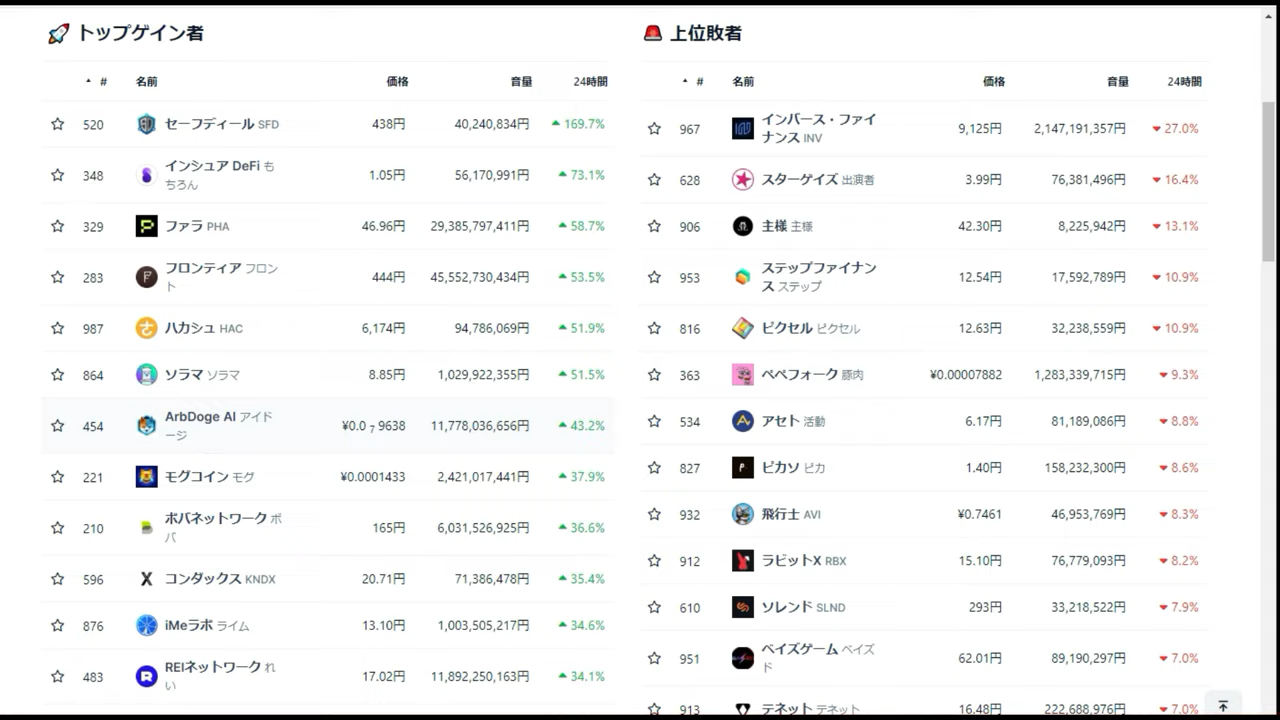 トップゲイン者
# 名前 価格 音量 24時間
520 セーフディール SFD 438円 40,240,834円 169.7%
348 インシュア DeFi も
ちろん 1.05円 56,170,991円 73.1%
329 ファラ PHA 46.96円 29,385,797,411円 58.7%
283 フロンティア フロン
ト 444円 45,552,730,434円 53.5%
987 ハカシュ HAC 6,174円 94,786,069円 51.9%
864 ソラマ ソラマ 8.85円 1,029,922,355円 51.5%
454 ArbDoge AI アイド
ージ ¥0.0 7 9638 11,778,036,656円 43.2%
221 モグコイン モグ ¥0.0001433 2,421,017,441円 37.9%
210 ボバネットワーク ボ
バ 165円 6,031,526,925円 36.6%
596 コンダックス KNDX 20.71円 71,386,478円 35.4%
876 iMeラボ ライム 13.10円 1,003,505,217円 34.6%
483 REIネットワーク れ
い 17.02円 11,892,250,163円 34.1%
上位敗者
# 名前 価格 音量 24時間
967 インバース・ファイ
ナンス INV 9,125円 2,147,191,357円 27.0%
628 スターゲイズ 出演者 3.99円 76,381,496円 16.4%
906 主様 主様 42.30円 8,225,942円 13.1%
953 ステップファイナン
ス ステップ 12.54円 17,592,789円 10.9%
816 ピクセル ピクセル 12.63円 32,238,559円 10.9%
363 ペペフォーク 豚肉 ¥0.00007882 1,283,339,715円 9.3%
534 アセト 活動 6.17円 81,189,086円 8.8%
827 ピカソ ピカ 1.40円 158,232,300円 8.6%
932 飛行士 AVI ¥0.7461 46,953,769円 8.3%
912 ラビットX RBX 15.10円 76,779,093円 8.2%
610 ソレンド SLND 293円 33,218,522円 7.9%
951 ベイズゲーム ベイズ
ド 62.01円 89,190,297円 7.0%
913 テネット テネット 16.48円 222,688,976円 7.0%